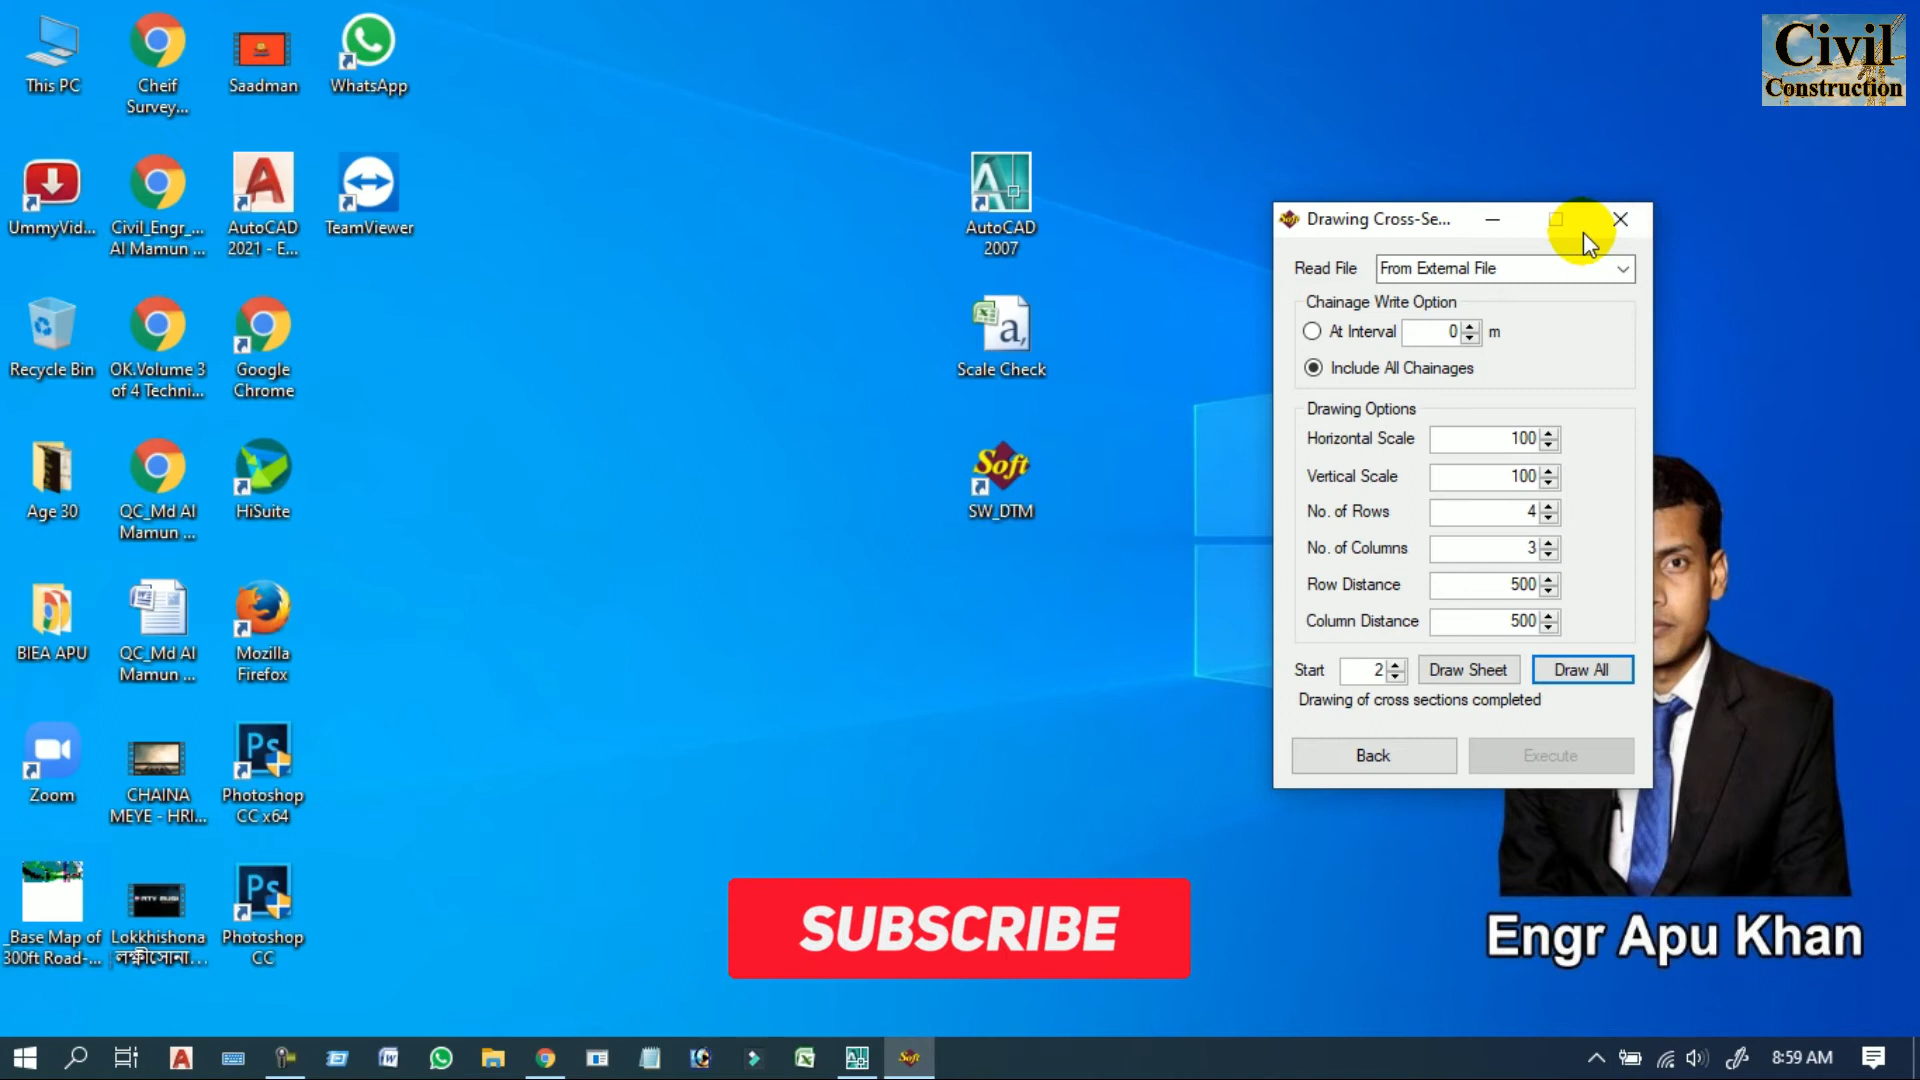 This PC
Cheif
Survey...
Saadman
WhatsApp
Civil
Construction
UmmyVid...
Civil_Engr_...
Al Mamun ...
AutoCAD
2021 - E...
TeamViewer
AutoCAD
2007
Recycle Bin
OK.Volume 3
of 4 Techni...
Google
Chrome
a,
Scale Check
Age 30
QC_Md Al
Mamun ...
HiSuite
Soft
SW_DTM
BIEA APU
QC_Md Al
Mamun ...
Mozilla
Firefox
Zoom
CHAINA
MEYE - HRI...
Ps
Photoshop
CC x64
_Base Map of
300ft Road-...
Lokkhishona
লক্ষ্মীসোনা...
Ps
Photoshop
CC
Drawing Cross-Se...
Read File From External File
Chainage Write Option
At Interval 0 m
Include All Chainages
Drawing Options
Horizontal Scale 100
Vertical Scale 100
No. of Rows 4
No. of Columns 3
Row Distance 500
Column Distance 500
Start 2 Draw Sheet Draw All
Drawing of cross sections completed
Back Execute
SUBSCRIBE
Engr Apu Khan
8:59 AM